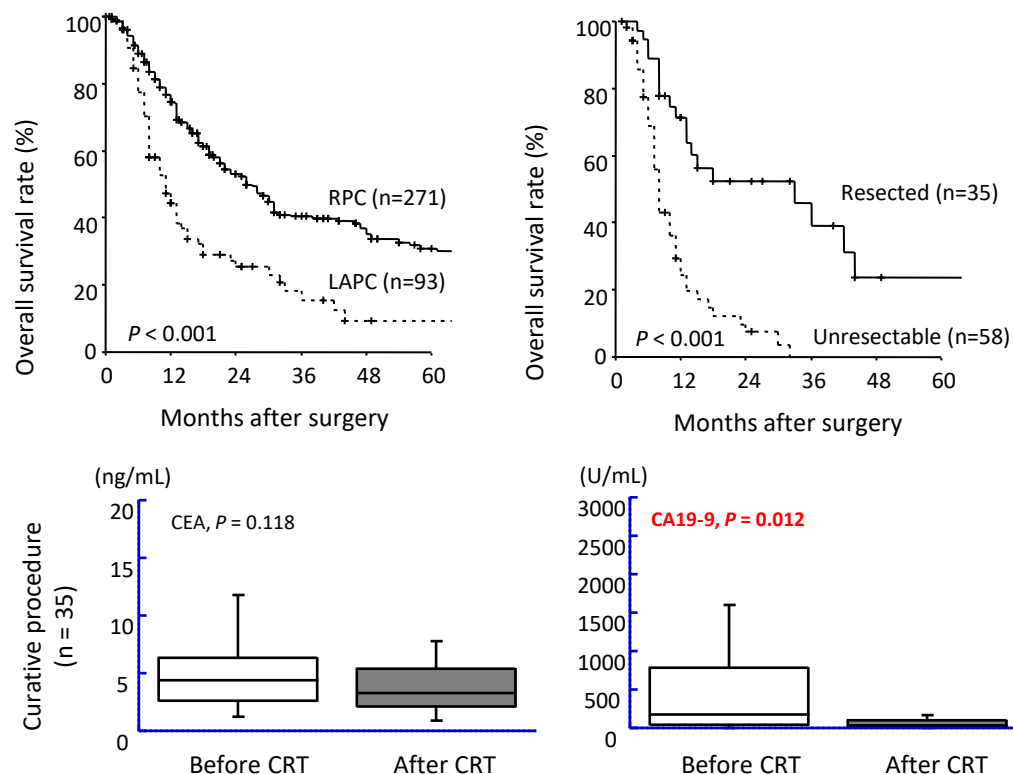 Overall survival rate (%)
100
80
60
40
20
0
RPC (n=271)
LAPC (n=93)
P < 0.001
0 12 24 36 48 60
Months after surgery
Overall survival rate (%)
100
80
60
40
20
0
Resected (n=35)
Unresectable (n=58)
P < 0.001
0 12 24 36 48 60
Months after surgery
Curative procedure
(n = 35)
(ng/mL)
20
15
10
5
0
CEA, P = 0.118
Before CRT After CRT
(U/mL)
3000
2500
2000
1500
1000
500
0
CA19-9, P = 0.012
Before CRT After CRT